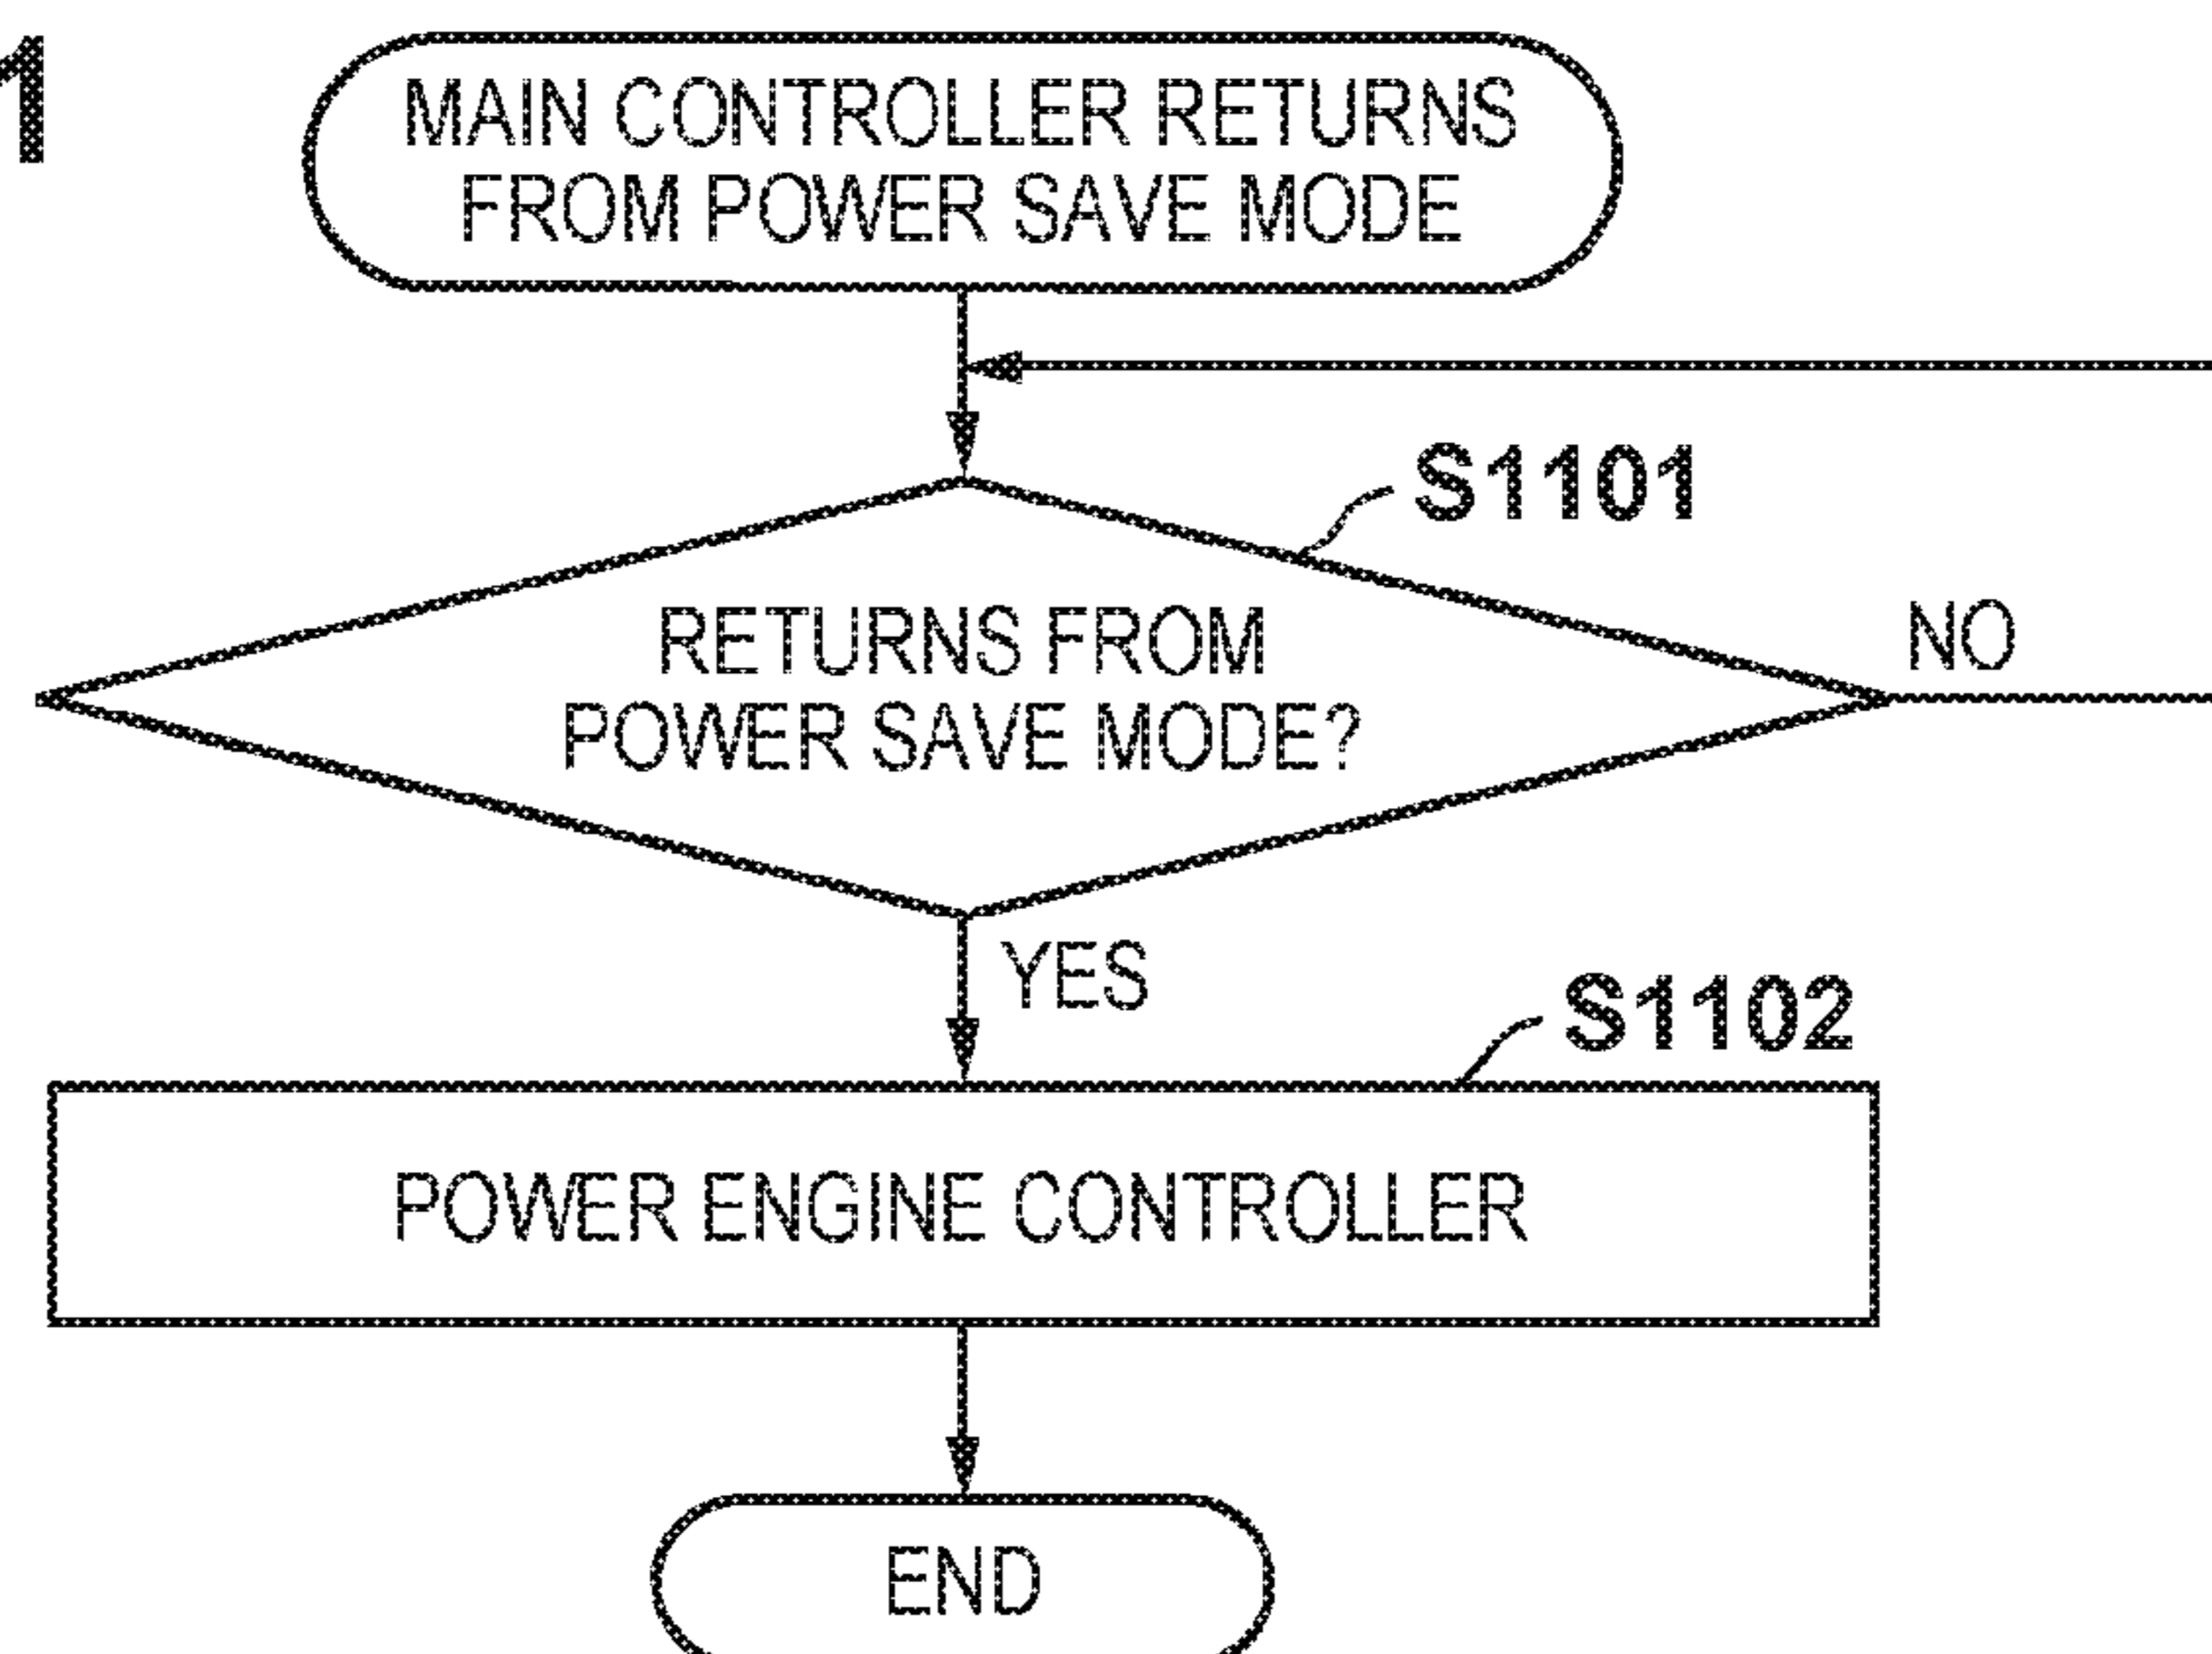 1
MAIN CONTROLLER RETURNS
FROM POWER SAVE MODE
S1101
RETURNS FROM
POWER SAVE MODE?
NO
YES
S1102
POWER ENGINE CONTROLLER
END